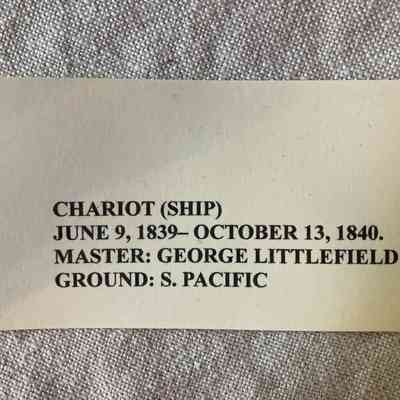 CHARIOT (SHIP)
JUNE 9, 1839– OCTOBER 13, 1840.
MASTER: GEORGE LITTLEFIELD
GROUND: S. PACIFIC